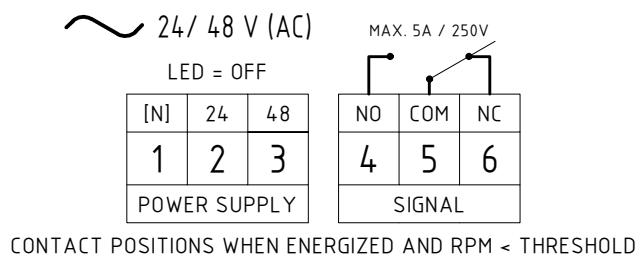 24/ 48 V (AC)
MAX. 5A / 250V
LED = OFF
[N] 24 48
NO COM NC
1 2 3
4 5 6
POWER SUPPLY
SIGNAL
CONTACT POSITIONS WHEN ENERGIZED AND RPM < THRESHOLD